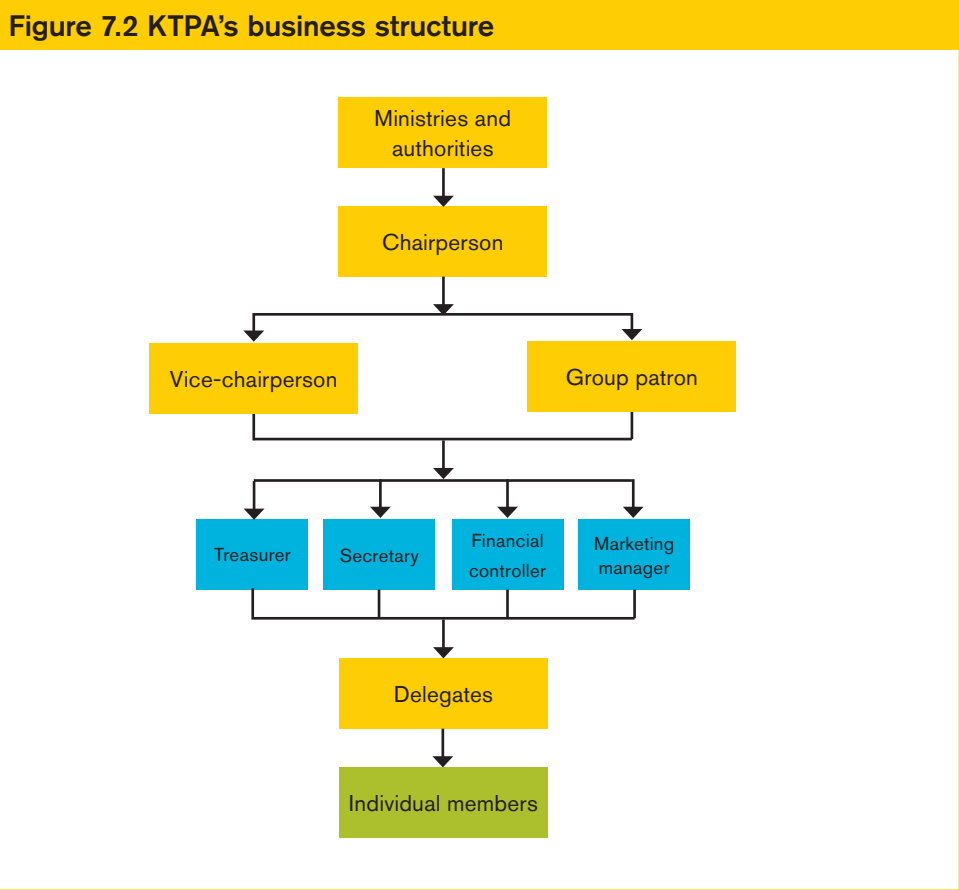 Figure 7.2 KTPA's business structure
Ministries and
authorities
Chairperson
Vice-chairperson
Group patron
Treasurer
Secretary
Financial
controller
Marketing
manager
Delegates
Individual members